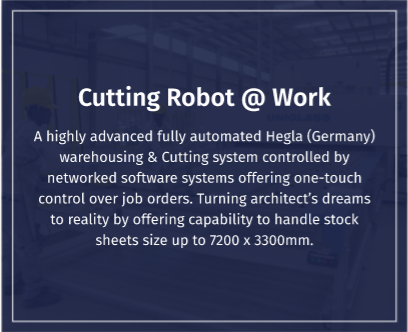 Cutting Robot @ Work
A highly advanced fully automated Hegla (Germany)
warehousing & Cutting system controlled by
networked software systems offering one-touch
control over job orders. Turning architect's dreams
to reality by offering capability to handle stock
sheets size up to 7200 x 3300mm.